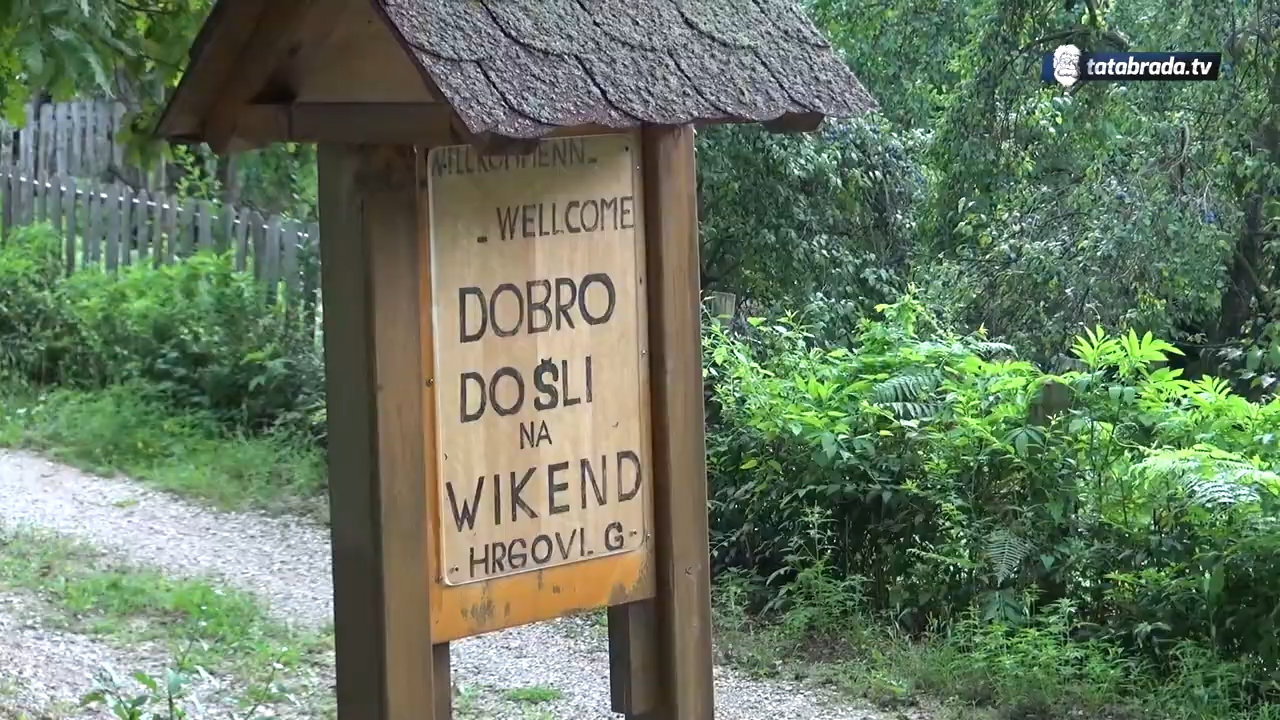 tatabrada.tv
WILLKOMMENN-
- WELLCOME
DOBRO
DOŠLI
NA
WIKEND
- HRGOVI. G -